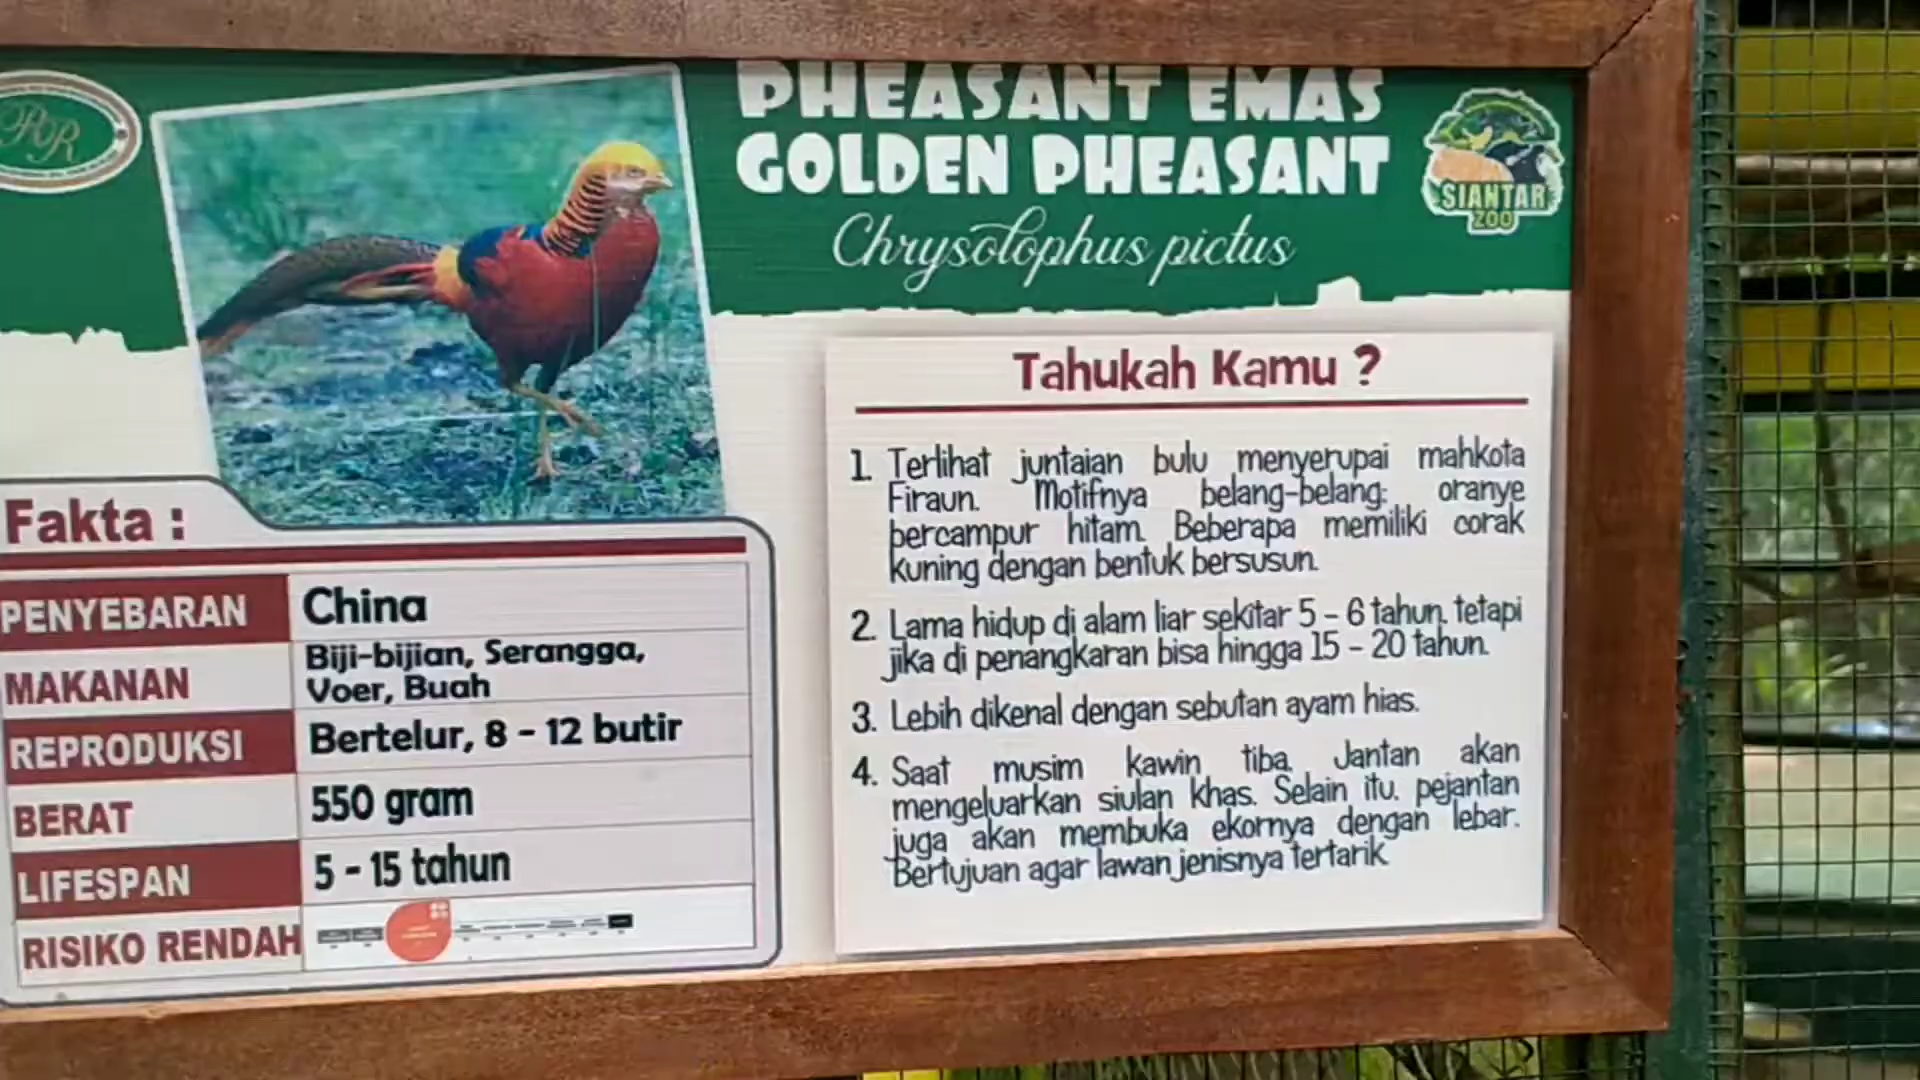 RR
PHEASANT EMAS
GOLDEN PHEASANT
Chrysolophus pictus
SIANTAR
ZOO
Fakta :
PENYEBARAN
China
MAKANAN
Biji-bijian, Serangga,
Voer, Buah
REPRODUKSI
Bertelur, 8 - 12 butir
BERAT
550 gram
LIFESPAN
5 - 15 tahun
RISIKO RENDAH
Tahukah Kamu ?
1. Terlihat juntaian bulu menyerupai mahkota
Firaun. Motifnya belang-belang: oranye
bercampur hitam. Beberapa memiliki corak
kuning dengan bentuk bersusun.
2. Lama hidup di alam liar sekitar 5 - 6 tahun, tetapi
jika di penangkaran bisa hingga 15 - 20 tahun.
3. Lebih dikenal dengan sebutan ayam hias.
4. Saat musim kawin tiba, Jantan akan
mengeluarkan siulan khas. Selain itu, pejantan
juga akan membuka ekornya dengan lebar.
Bertujuan agar lawan jenisnya tertarik